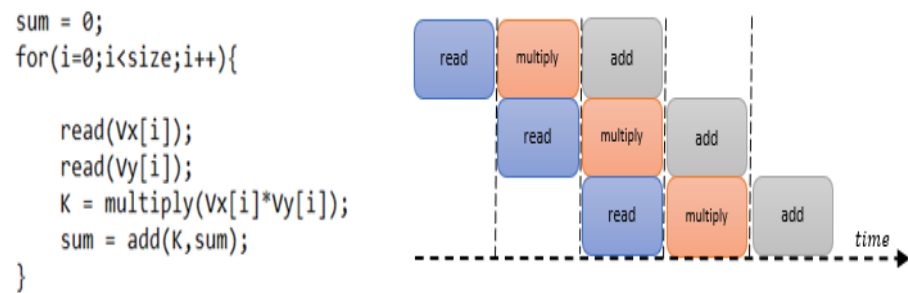 sum = 0;
for(i=0;i<size;i++){
read(Vx[i]);
read(Vy[i]);
K = multiply(Vx[i]*Vy[i]);
sum = add(K,sum);
}
read multiply add
read multiply add
read multiply add
time